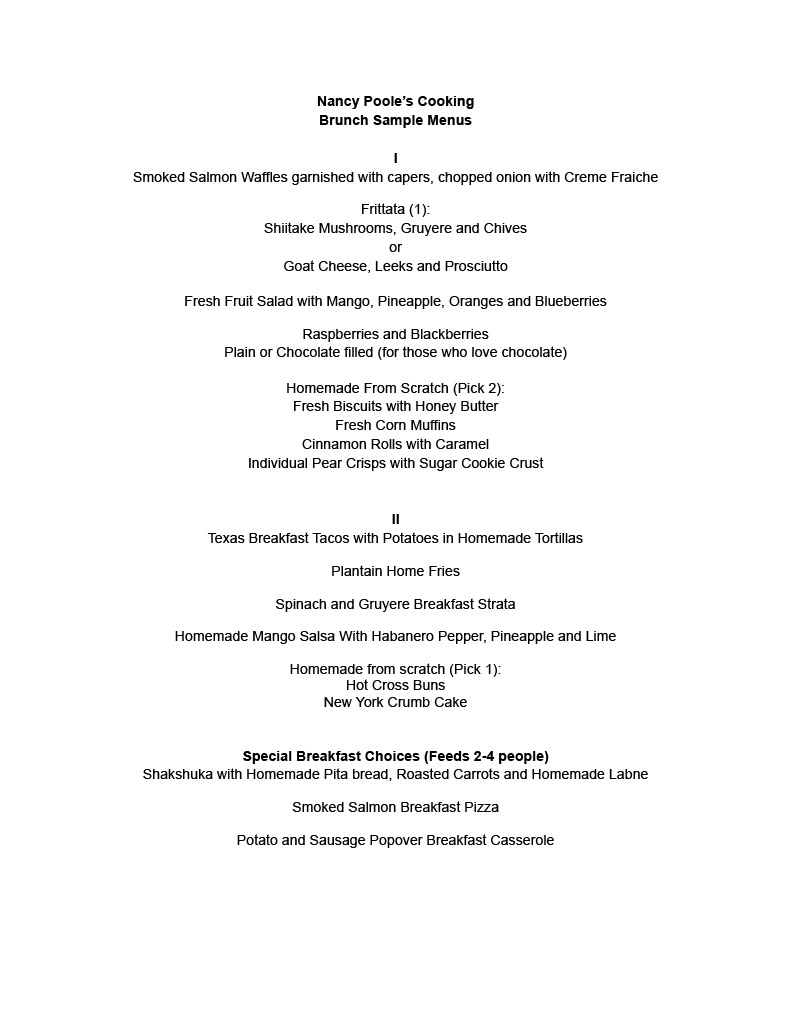 Nancy Poole’s Cooking
Brunch Sample Menus
I
Smoked Salmon Waffles garnished with capers, chopped onion with Creme Fraiche
Frittata (1):
Shiitake Mushrooms, Gruyere and Chives
or
Goat Cheese, Leeks and Prosciutto
Fresh Fruit Salad with Mango, Pineapple, Oranges and Blueberries
Raspberries and Blackberries
Plain or Chocolate filled (for those who love chocolate)
Homemade From Scratch (Pick 2):
Fresh Biscuits with Honey Butter
Fresh Corn Muffins
Cinnamon Rolls with Caramel
Individual Pear Crisps with Sugar Cookie Crust
II
Texas Breakfast Tacos with Potatoes in Homemade Tortillas
Plantain Home Fries
Spinach and Gruyere Breakfast Strata
Homemade Mango Salsa With Habanero Pepper, Pineapple and Lime
Homemade from scratch (Pick 1):
Hot Cross Buns
New York Crumb Cake
Special Breakfast Choices (Feeds 2-4 people)
Shakshuka with Homemade Pita bread, Roasted Carrots and Homemade Labne
Smoked Salmon Breakfast Pizza
Potato and Sausage Popover Breakfast Casserole